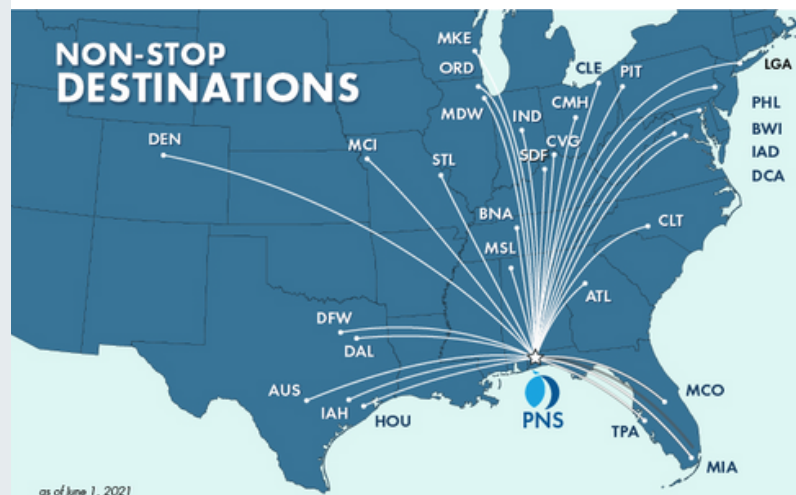 NON-STOP
DESTINATIONS
MKE
ORD
MDW
CLE
PIT
LGA
IND
CMH
PHL
BWI
IAD
DCA
DEN
MCI
STL
SDF
CVG
BNA
MSL
CLT
ATL
DFW
DAL
AUS
IAH
HOU
PNS
MCO
TPA
MIA
as of June 1, 2021